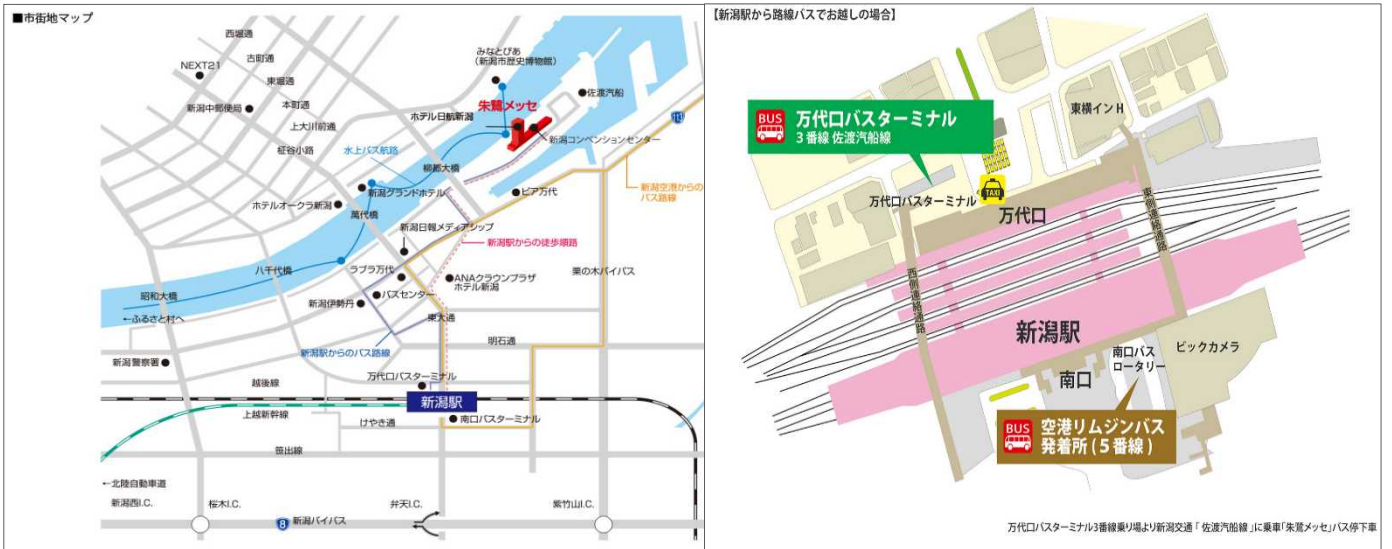 ■市街地マップ
西堀通
古町通
NEXT21
東堀通
新潟中郵便局
本町通
上大川前通
柾谷小路
水上バス航路
みなとぴあ
(新潟市歴史博物館)
佐渡汽船
朱鷺メッセ
ホテル日航新潟
新潟コンベンションセンター
113
柳都大橋
新潟グランドホテル
ピア万代
新潟空港からの
バス路線
ホテルオークラ新潟
萬代橋
新潟日報メディアシップ
新潟駅からの徒歩順路
八千代橋
ラブラ万代
ANAクラウンプラザ
ホテル新潟
栗の木バイパス
昭和大橋
バスセンター
新潟伊勢丹
←ふるさと村へ
東大通
明石通
新潟駅からのバス路線
新潟警察署
万代口バスターミナル
越後線
新潟駅
上越新幹線
けやき通
南口バスターミナル
笹出線
←北陸自動車道
新潟西I.C.
桜木I.C.
弁天I.C.
紫竹山I.C.
8
新潟バイパス
【新潟駅から路線バスでお越しの場合】
BUS
万代口バスターミナル
3番線 佐渡汽船線
東横インH
TAXI
万代口バスターミナル
万代口
東側連絡通路
西側連絡通路
新潟駅
南口バス
ロータリー
ビックカメラ
南口
BUS
空港リムジンバス
発着所(5番線)
万代口バスターミナル3番線乗り場より新潟交通「佐渡汽船線」に乗車「朱鷺メッセ」バス停下車